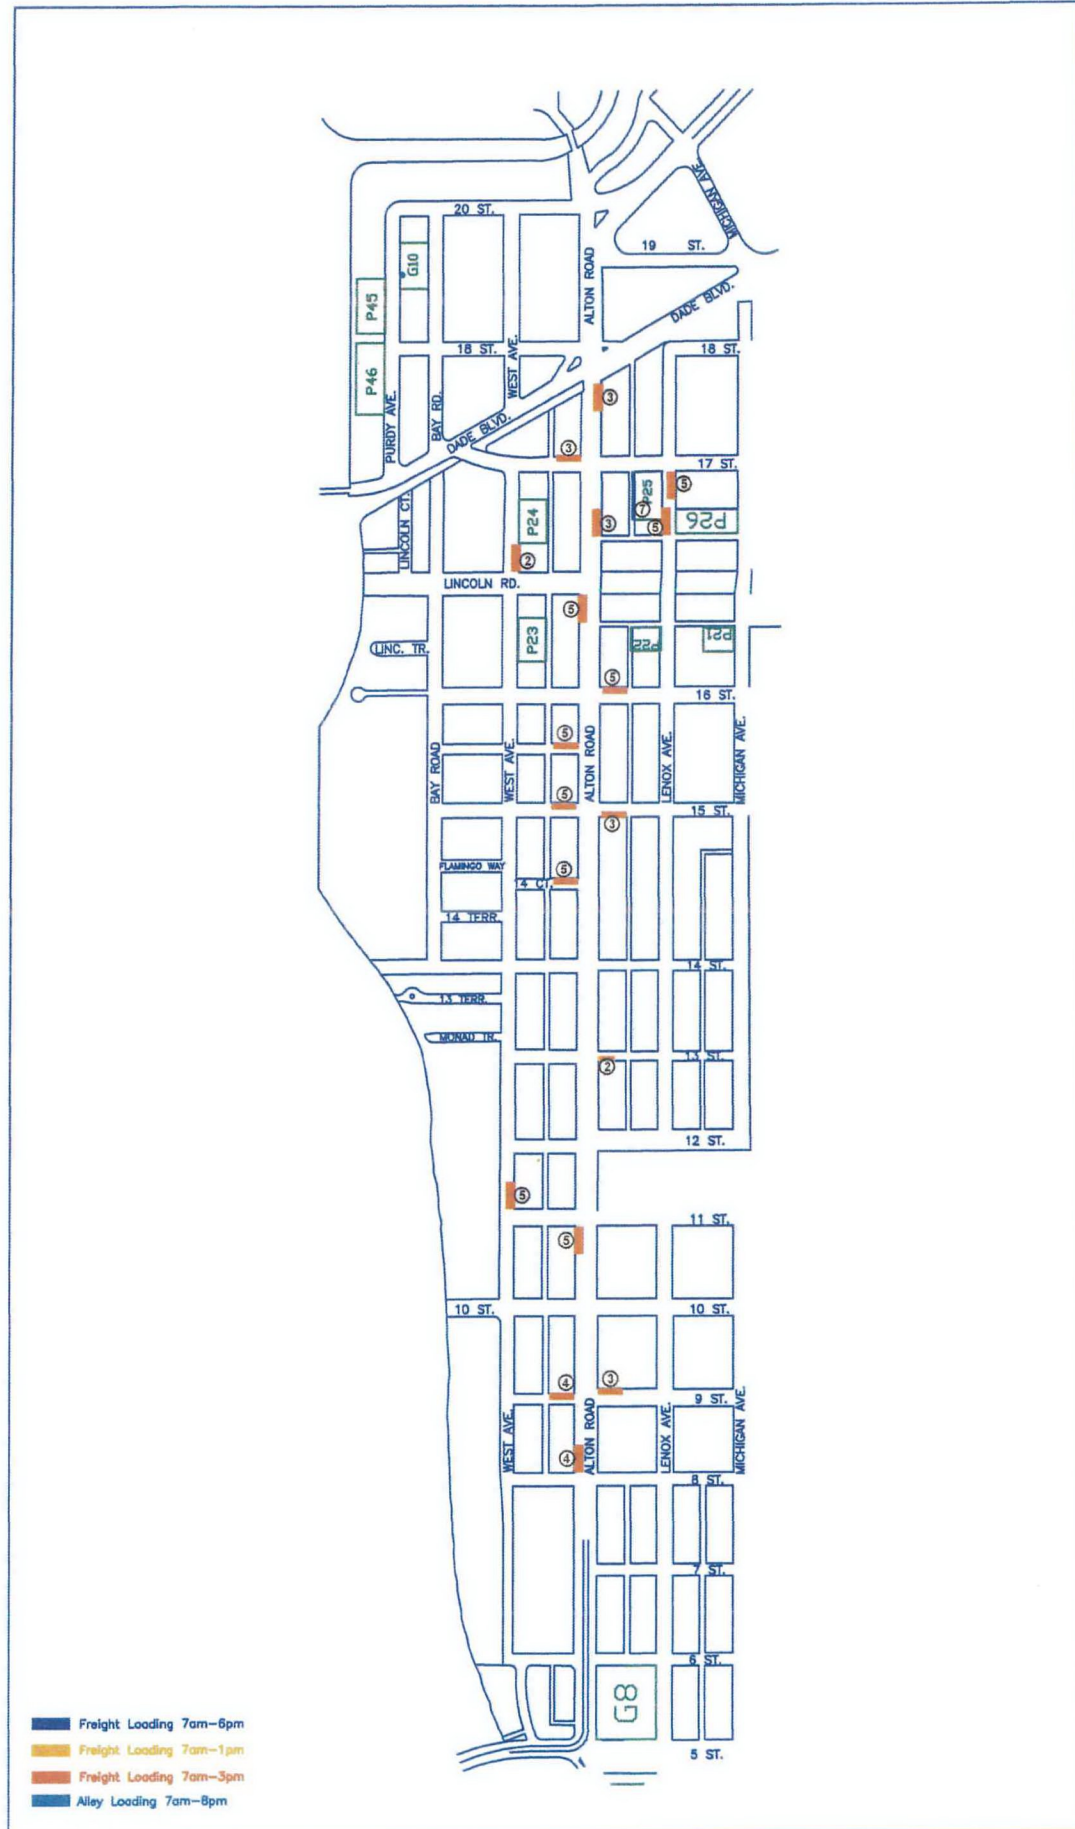 MICHIGAN AVE.
20 ST.
19 ST.
G10
ALTON ROAD
P45
DADE BLVD.
18 ST.
WEST AVE.
18 ST.
P46
PURDY AVE.
BAY RD.
3
DADE BLVD.
3
17 ST.
5
LINCOLN CT.
P24
P25
7
3
5
P26
2
LINCOLN RD.
5
P23
P22
P21
LINC. TR.
5
16 ST.
5
BAY ROAD
WEST AVE.
ALTON ROAD
LENOX AVE.
MICHIGAN AVE.
5
15 ST.
3
FLAMINGO WAY
5
14 CT.
14 TERR.
14 ST.
13 TERR.
MONAD TR.
13 ST.
2
12 ST.
5
11 ST.
5
10 ST.
10 ST.
4
3
9 ST.
WEST AVE.
ALTON ROAD
LENOX AVE.
MICHIGAN AVE.
4
8 ST.
7 ST.
6 ST.
G8
5 ST.
Freight Loading 7am-6pm
Freight Loading 7am-1pm
Freight Loading 7am-3pm
Alley Loading 7am-8pm